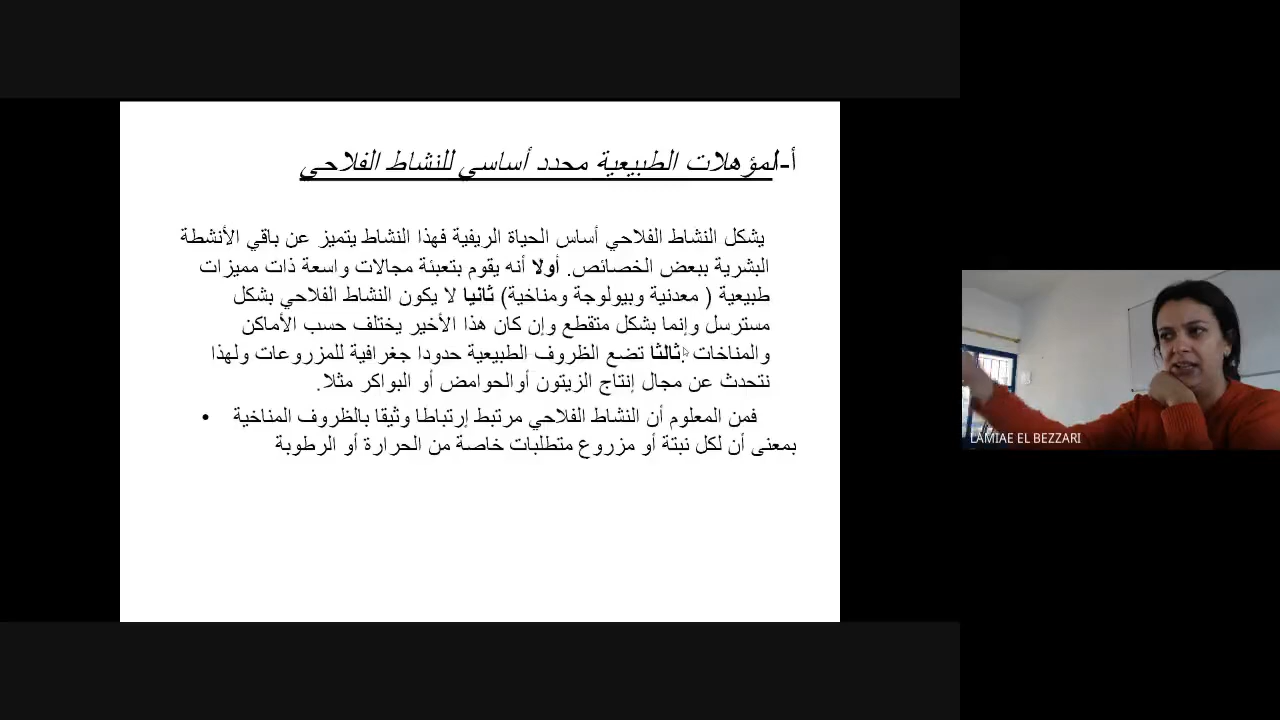 أ-المؤهلات الطبيعية محدد أساسي للنشاط الفلاحي
يشكل النشاط الفلاحي أساس الحياة الريفية فهذا النشاط يتميز عن باقي الأنشطة
البشرية ببعض الخصائص. أولا أنه يقوم بتعبئة مجالات واسعة ذات مميزات
طبيعية ( معدنية وبيولوجة ومناخية) ثانيا لا يكون النشاط الفلاحي بشكل
مسترسل وإنما بشكل متقطع وإن كان هذا الأخير يختلف حسب الأماكن
والمناخات .ثالثا تضع الظروف الطبيعية حدودا جغرافية للمزروعات ولهذا
نتحدث عن مجال إنتاج الزيتون أوالحوامض أو البواكر مثلا.
• فمن المعلوم أن النشاط الفلاحي مرتبط إرتباطا وثيقا بالظروف المناخية
بمعنى أن لكل نبتة أو مزروع متطلبات خاصة من الحرارة أو الرطوبة
LAMIAE EL BEZZARI